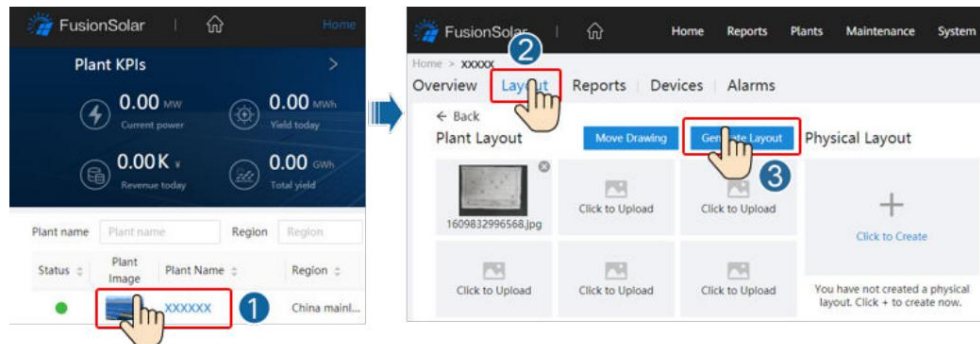 FusionSolar
Home
Plant KPIs >
0.00 MW
Current power
0.00 MWh
Yield today
0.00K ¥
Revenue today
0.00 GWh
Total yield
Plant name Plant name Region Region
Status Plant Image Plant Name Region
XXXXXX China mainl...
1
FusionSolar
Home Reports Plants Maintenance System
2
Home > xxxxx
Overview Layout Reports Devices Alarms
← Back
Plant Layout Move Drawing Generate Layout Physical Layout
3
1609832996568.jpg
Click to Upload
Click to Upload
Click to Create
Click to Upload
Click to Upload
Click to Upload
You have not created a physical
layout. Click + to create now.